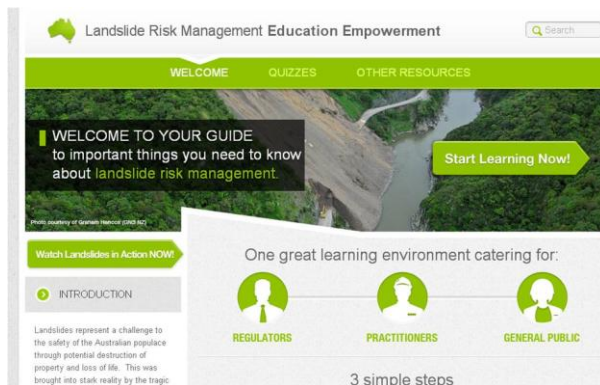 Landslide Risk Management Education Empowerment
Search
WELCOME
QUIZZES
OTHER RESOURCES
WELCOME TO YOUR GUIDE
to important things you need to know
about landslide risk management.
Start Learning Now!
Photo courtesy of Graham Hancox (GNS NZ)
Watch Landslides in Action NOW!
INTRODUCTION
Landslides represent a challenge to
the safety of the Australian populace
through potential destruction of
property and loss of life. This was
brought into stark reality by the tragic
One great learning environment catering for:
REGULATORS
PRACTITIONERS
GENERAL PUBLIC
3 simple steps